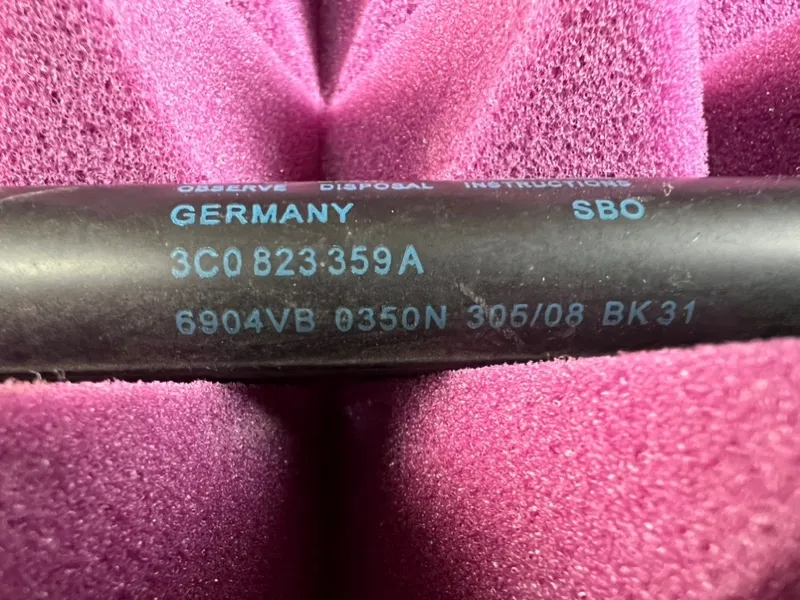 OBSERVE DISPOSAL INSTRUCTIONS
GERMANY SBO
3C0 823 359 A
6904VB 0350N 305/08 BK31